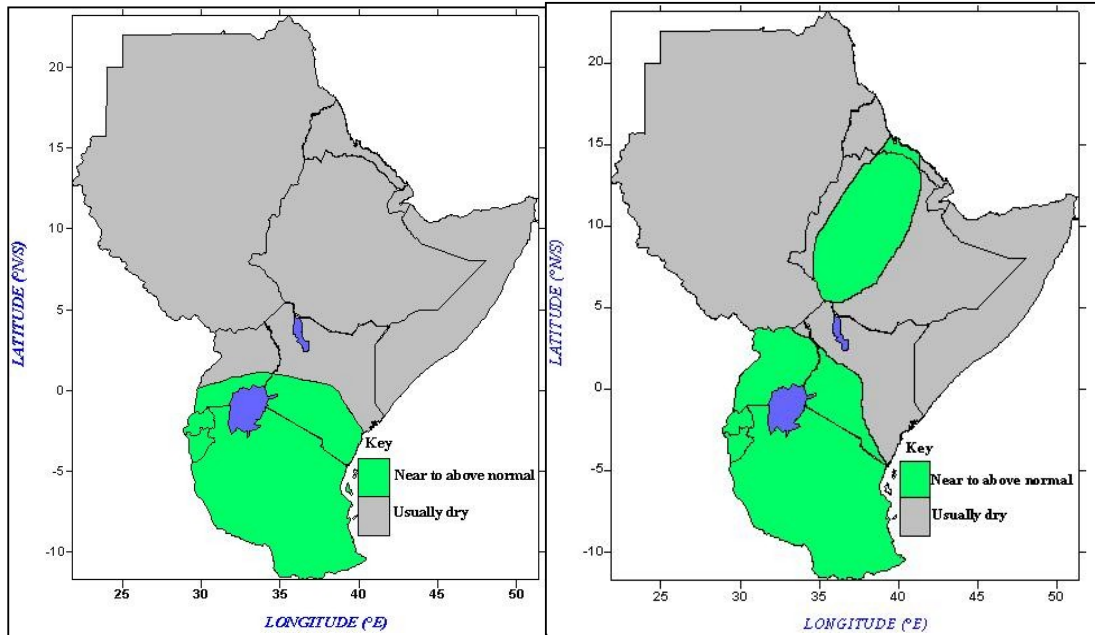 20
15
10
5
0
-5
-10
LATITUDE (°N/S)
Key
Near to above normal
Usually dry
25
30
35
40
45
50
LONGITUDE (°E)
20
15
10
5
0
-5
-10
LATITUDE (°N/S)
Key
Near to above normal
Usually dry
25
30
35
40
45
50
LONGITUDE (°E)